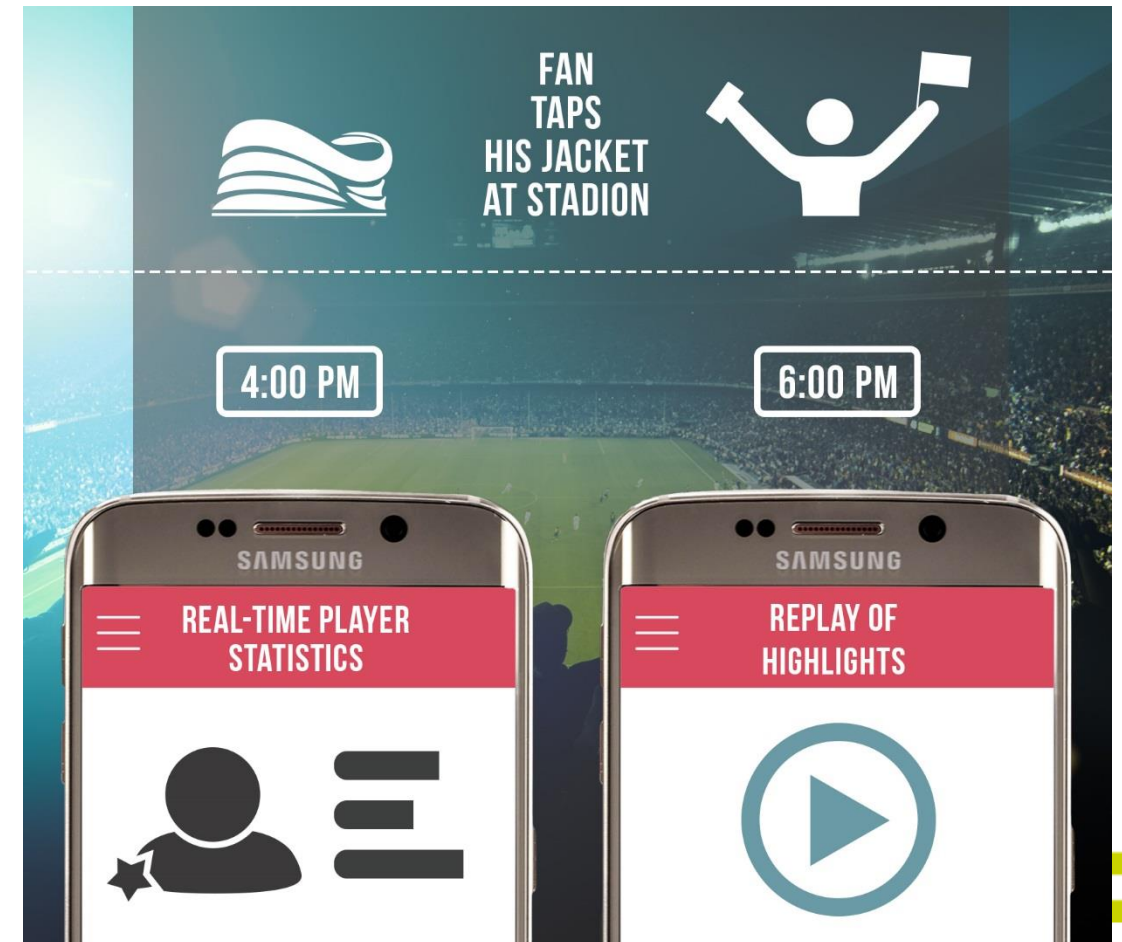 FAN
TAPS
HIS JACKET
AT STADION
4:00 PM
6:00 PM
SAMSUNG
REAL-TIME PLAYER
STATISTICS
SAMSUNG
REPLAY OF
HIGHLIGHTS